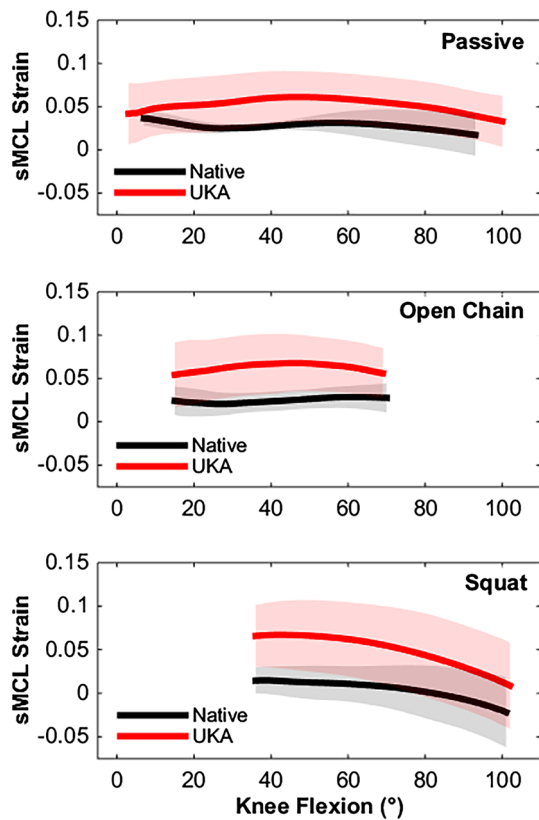 0.15
Passive
0.1
0.05
0
-0.05
sMCL Strain
Native
UKA
0 20 40 60 80 100
0.15
Open Chain
0.1
0.05
0
0.05
sMCL Strain
Native
UKA
0 20 40 60 80 100
0.15
Squat
0.1
0.05
0
-0.05
sMCL Strain
Native
UKA
0 20 40 60 80 100
Knee Flexion (°)